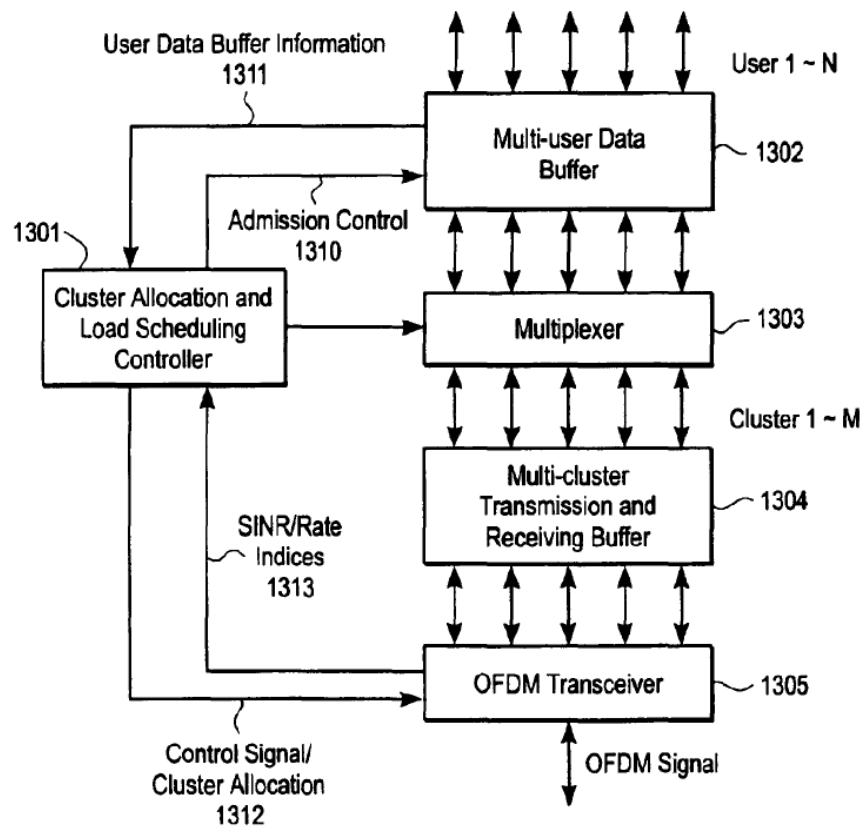 User Data Buffer Information
1311
User 1 ~ N
Multi-user Data
Buffer
1302
Admission Control
1310
1301
Cluster Allocation and
Load Scheduling
Controller
Multiplexer
1303
Cluster 1 ~ M
Multi-cluster
Transmission and
Receiving Buffer
1304
SINR/Rate
Indices
1313
OFDM Transceiver
1305
Control Signal/
Cluster Allocation
1312
OFDM Signal